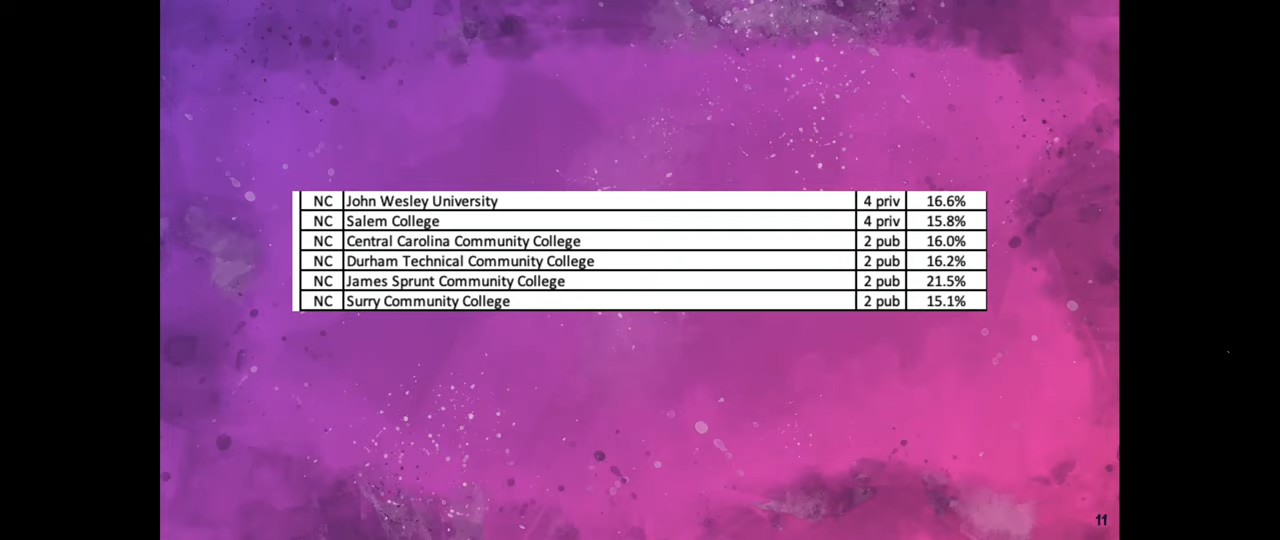 NC John Wesley University 4 priv 16.6%
NC Salem College 4 priv 15.8%
NC Central Carolina Community College 2 pub 16.0%
NC Durham Technical Community College 2 pub 16.2%
NC James Sprunt Community College 2 pub 21.5%
NC Surry Community College 2 pub 15.1%
11